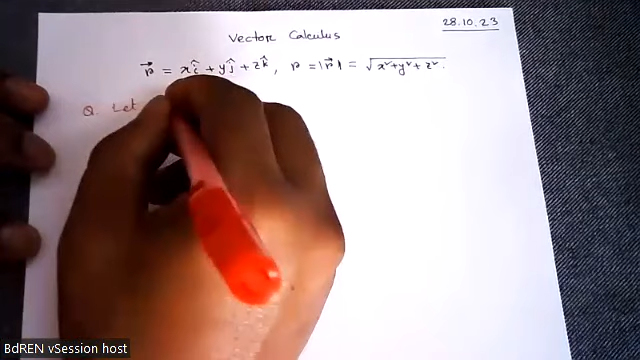 28.10.23
Vector Calculus
r⃗ = xî + yĵ + zk̂, r = |r⃗| = √x²+y²+z².
Q. Let
BdREN vSession host